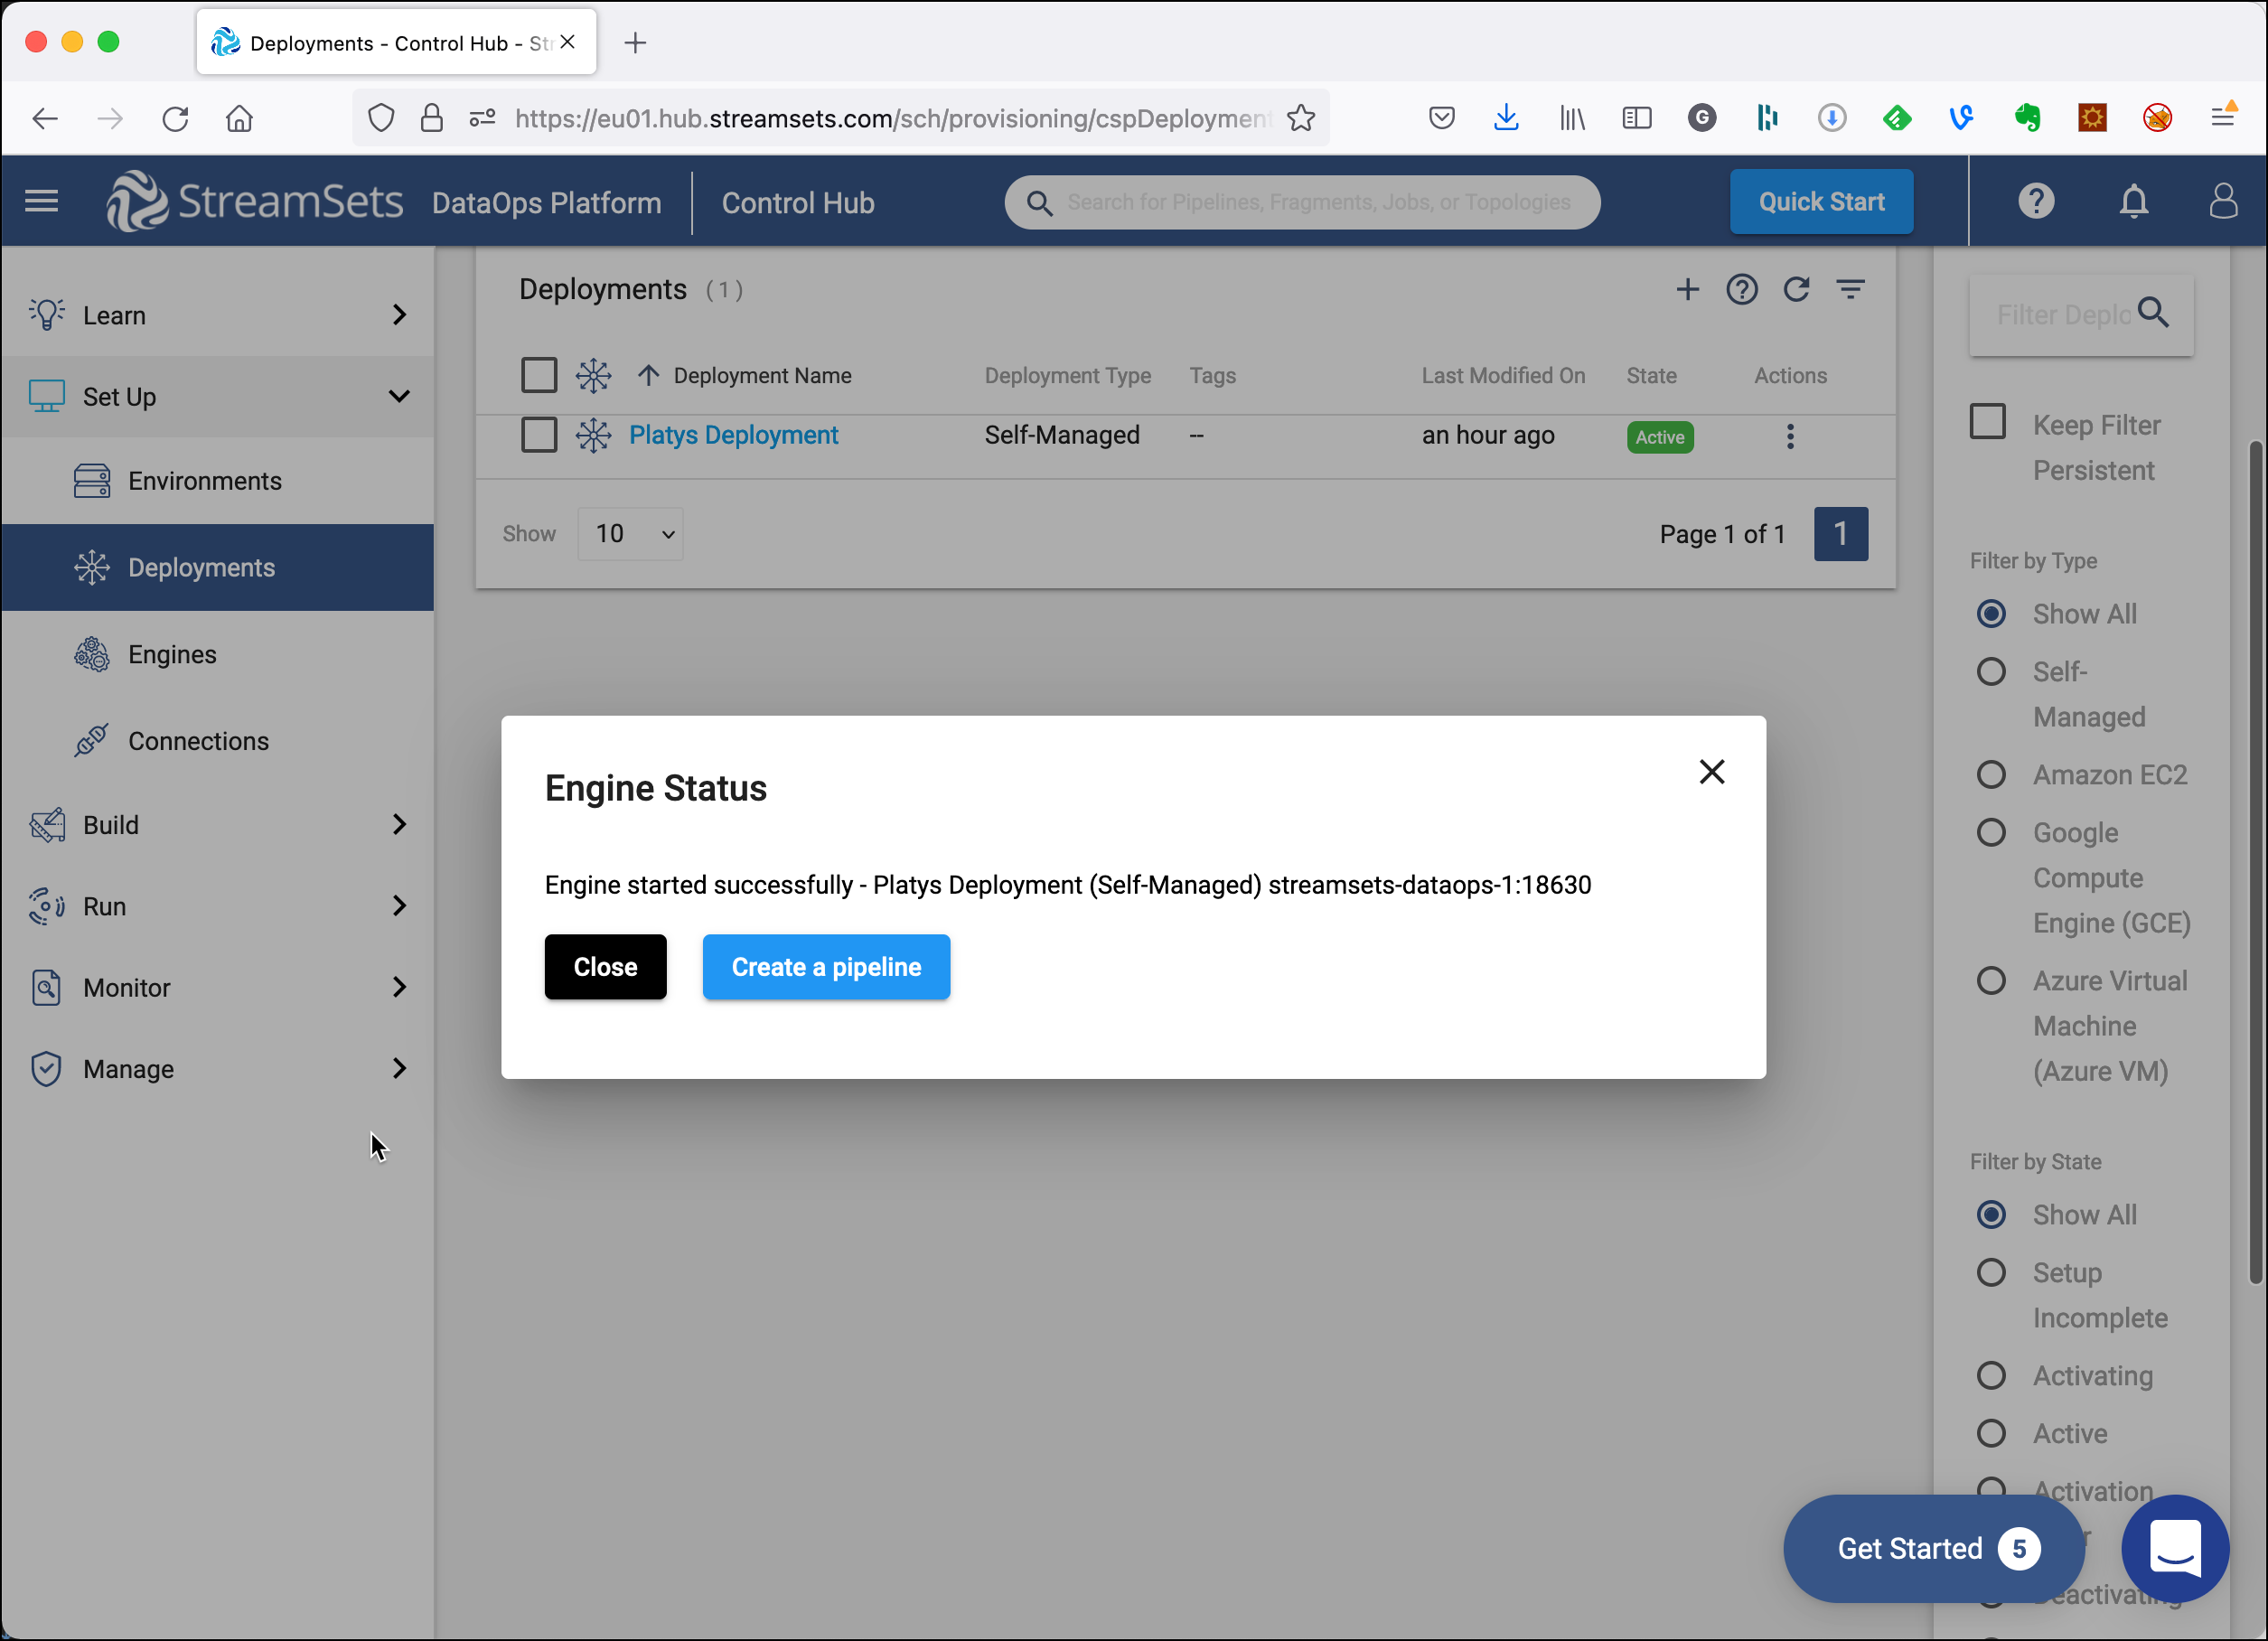 Deployments - Control Hub - Str
https://eu01.hub.streamsets.com/sch/provisioning/cspDeployment
StreamSets DataOps Platform Control Hub
Search for Pipelines, Fragments, Jobs, or Topologies
Quick Start
Learn
Set Up
Environments
Deployments
Engines
Connections
Build
Run
Monitor
Manage
Deployments (1)
Deployment Name Deployment Type Tags Last Modified On State Actions
Platys Deployment Self-Managed -- an hour ago Active
Show 10 Page 1 of 1 1
Engine Status
Engine started successfully - Platys Deployment (Self-Managed) streamsets-dataops-1:18630
Close Create a pipeline
Filter Deplo
Keep Filter
Persistent
Filter by Type
Show All
Self-
Managed
Amazon EC2
Google
Compute
Engine (GCE)
Azure Virtual
Machine
(Azure VM)
Filter by State
Show All
Setup
Incomplete
Activating
Active
Activation
Get Started 5
Deactivating